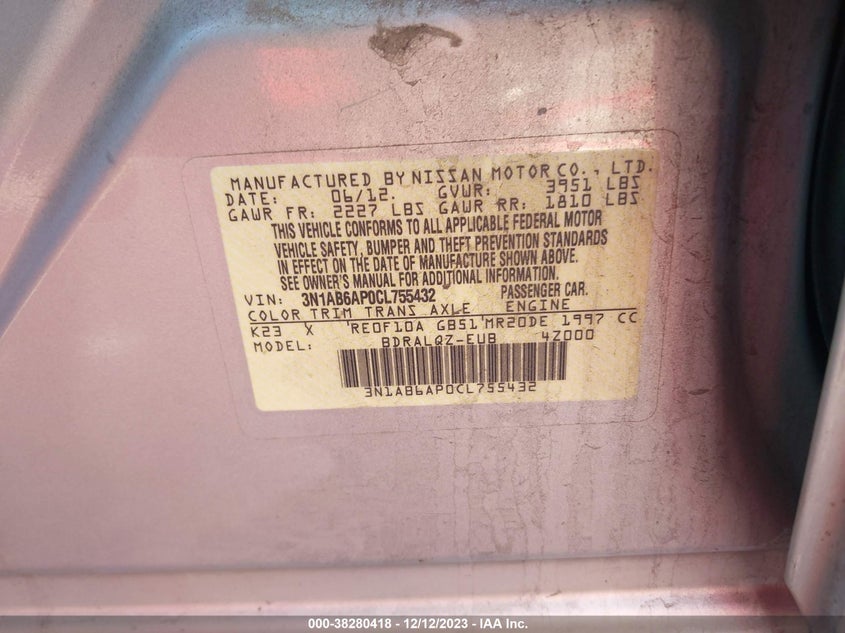 MANUFACTURED BY NISSAN MOTOR CO., LTD.
DATE: 06/12. GVWR: 3951 LBS
GAWR FR: 2227 LBS GAWR RR: 1810 LBS
THIS VEHICLE CONFORMS TO ALL APPLICABLE FEDERAL MOTOR
VEHICLE SAFETY, BUMPER AND THEFT PREVENTION STANDARDS
IN EFFECT ON THE DATE OF MANUFACTURE SHOWN ABOVE.
SEE OWNER'S MANUAL FOR ADDITIONAL INFORMATION.
VIN: 3N1AB6AP0CL755432 PASSENGER CAR.
COLOR TRIM TRANS AXLE ENGINE
K23 X RE0F10A GB51 MR20DE 1997 CC
MODEL: BDRALQZ-EUB 4Z000
3N1AB6AP0CL755432
000-38280418 - 12/12/2023 - IAA Inc.